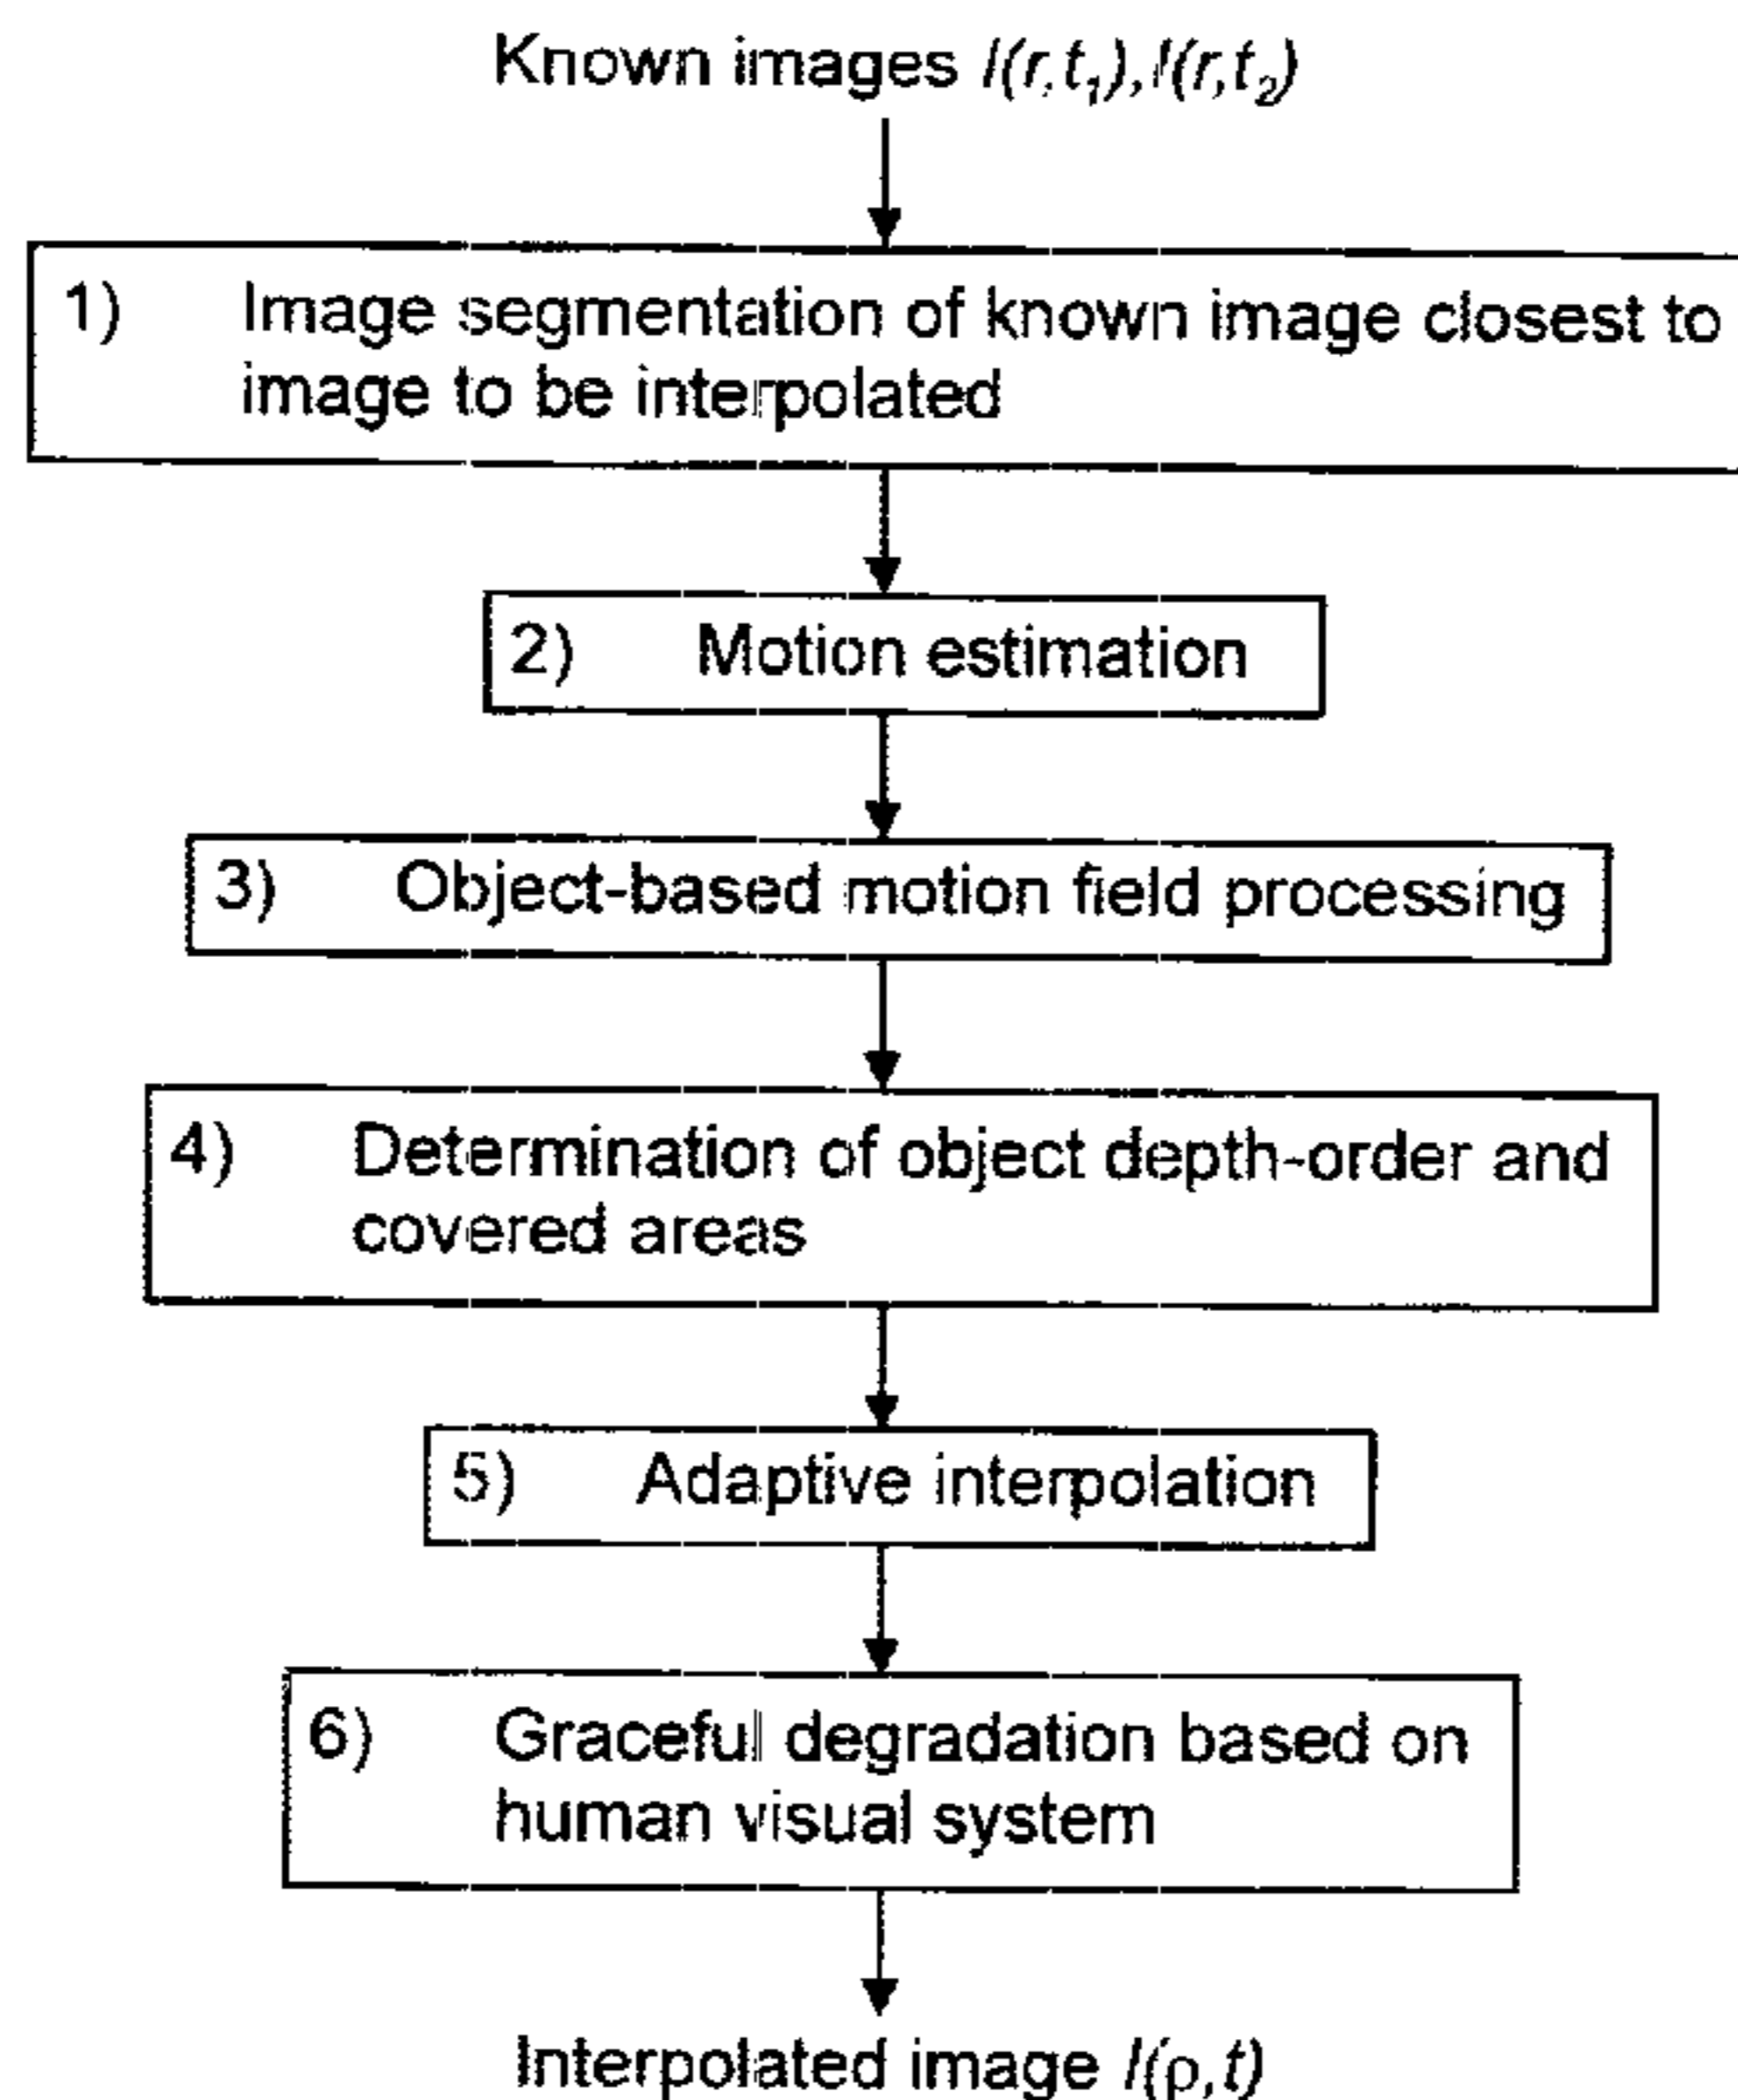 Known images I(r,t₁),I(r,t₂)
1) Image segmentation of known image closest to
image to be interpolated
2) Motion estimation
3) Object-based motion field processing
4) Determination of object depth-order and
covered areas
5) Adaptive interpolation
6) Graceful degradation based on
human visual system
Interpolated image I(ρ,t)